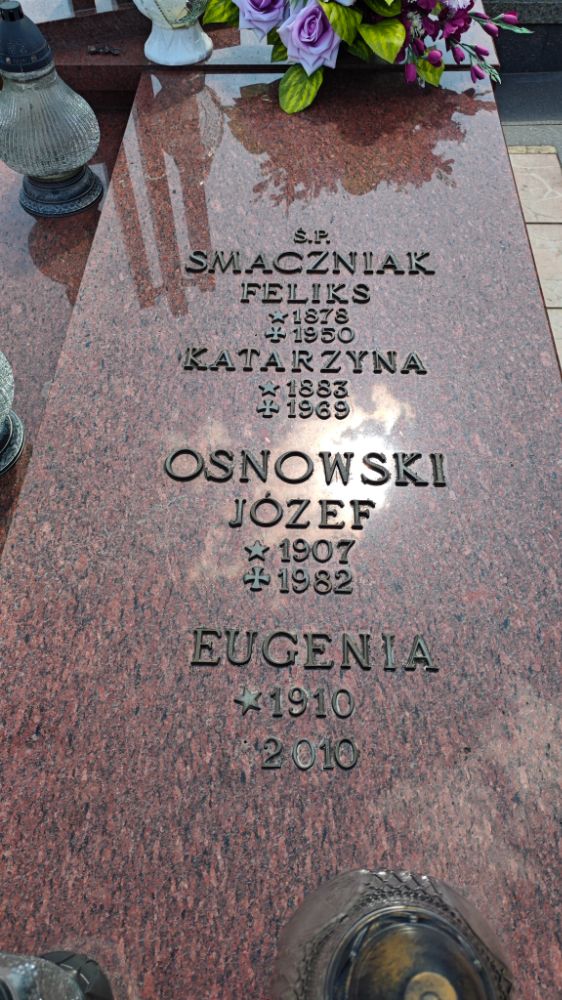 Ś.P.
SMACZNIAK
FELIKS
★1878
✠1950
KATARZYNA
★1883
✠1969
OSNOWSKI
JÓZEF
★1907
✠1982
EUGENIA
★1910
2010